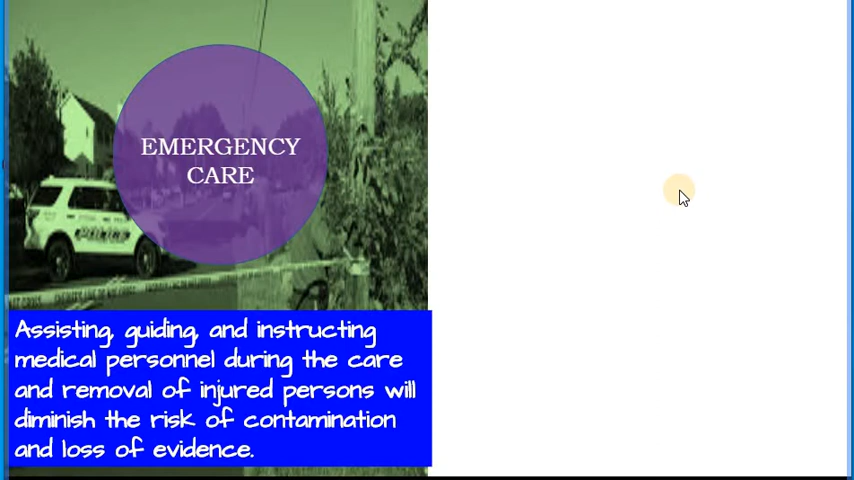 EMERGENCY
CARE
POLICE
Assisting, guiding, and instructing
medical personnel during the care
and removal of injured persons will
diminish the risk of contamination
and loss of evidence.